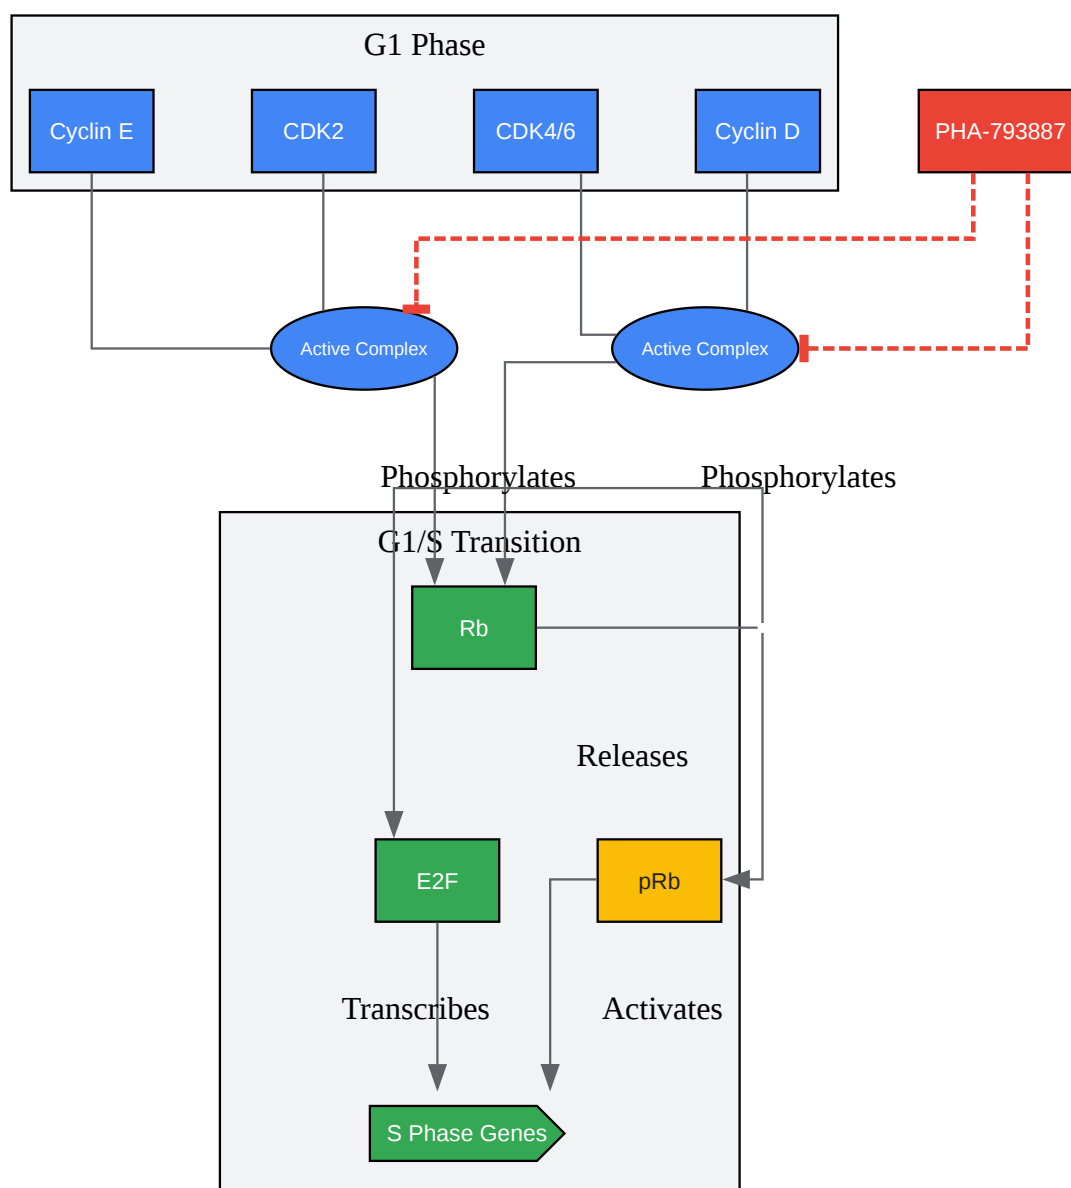 G1 Phase
Cyclin E
CDK2
CDK4/6
Cyclin D
PHA-793887
Active Complex
Active Complex
Phosphorylates
Phosphorylates
G1/S Transition
Rb
Releases
E2F
pRb
Transcribes
Activates
S Phase Genes